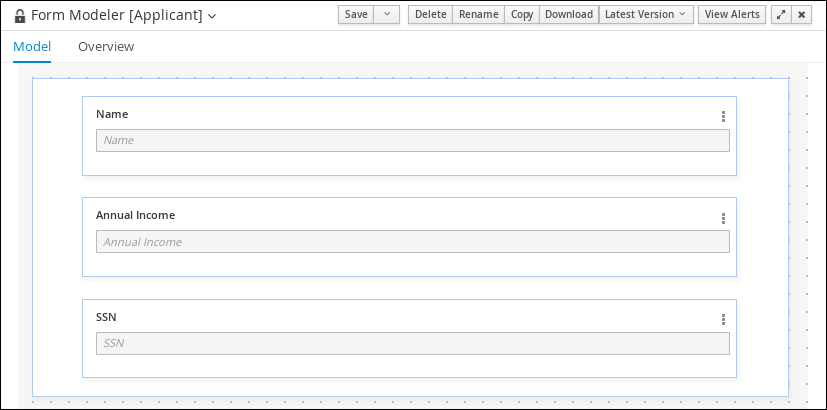 Form Modeler [Applicant]
Save Delete Rename Copy Download Latest Version View Alerts
Model Overview
Name
Name
Annual Income
Annual Income
SSN
SSN